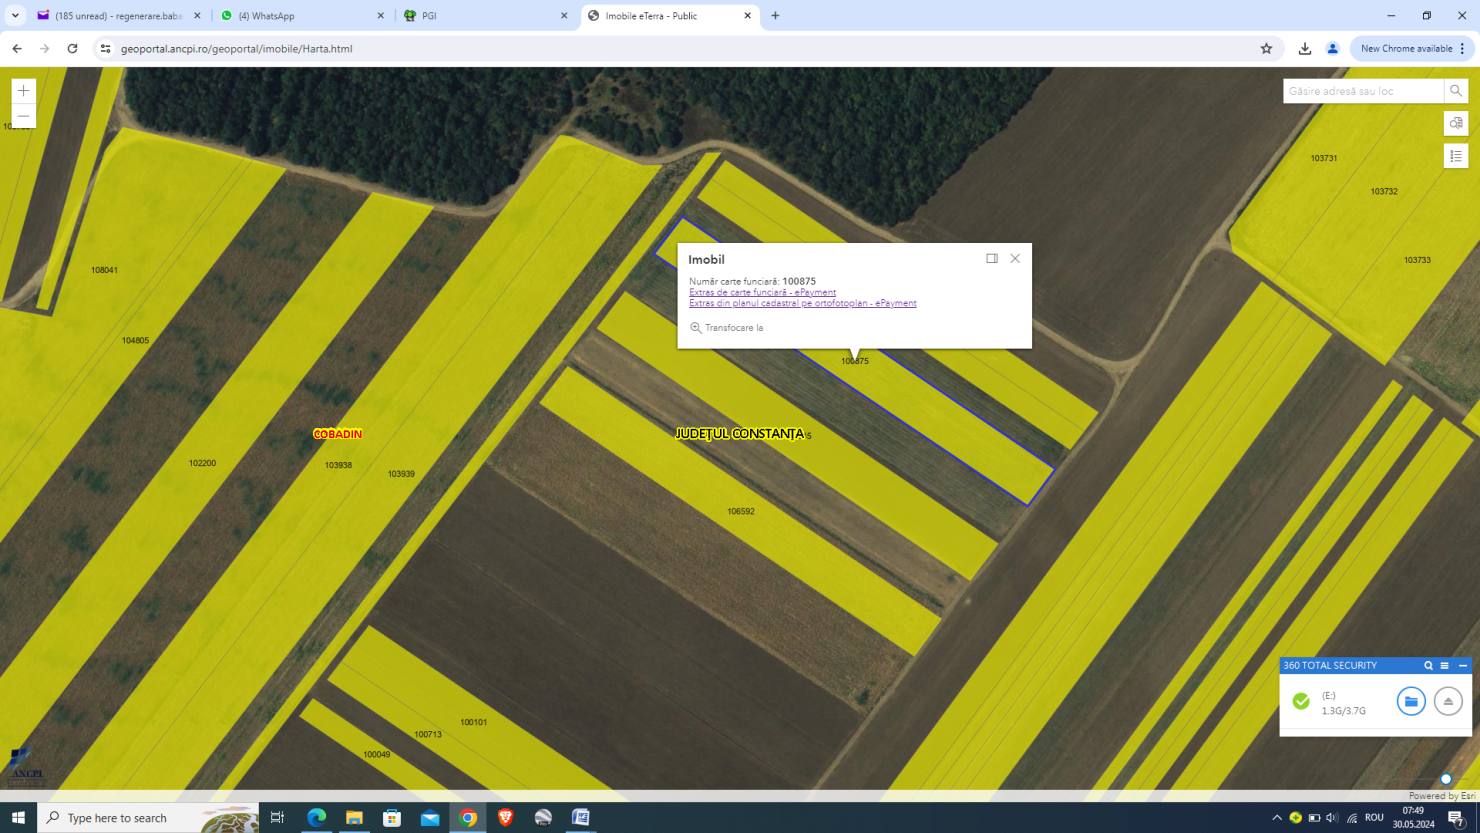 (185 unread) - regenerare.baba
(4) WhatsApp
PGI
Imobile eTerra - Public
geoportal.ancpi.ro/geoportal/imobile/Harta.html
New Chrome available
Găsire adresă sau loc
103731
103732
103733
108041
104805
102200
COBADIN
103938
103939
Imobil
Număr carte funciară: 100875
Extras de carte funciară - ePayment
Extras din planul cadastral pe ortofotoplan - ePayment
Transfocare la
100875
JUDEȚUL CONSTANȚA
106592
100101
100713
100049
360 TOTAL SECURITY
(E:)
1.3G/3.7G
ANCPI
Powered by Esri
Type here to search
ROU
07:49
30.05.2024
7